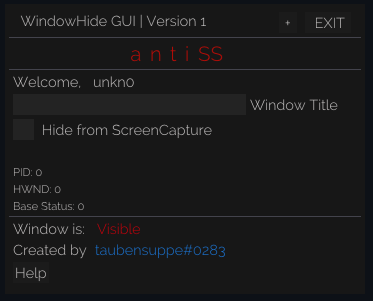 WindowHide GUI | Version 1 + EXIT
a n t i SS
Welcome, unkn0
Window Title
Hide from ScreenCapture
PID: 0
HWND: 0
Base Status: 0
Window is: Visible
Created by taubensuppe#0283
Help